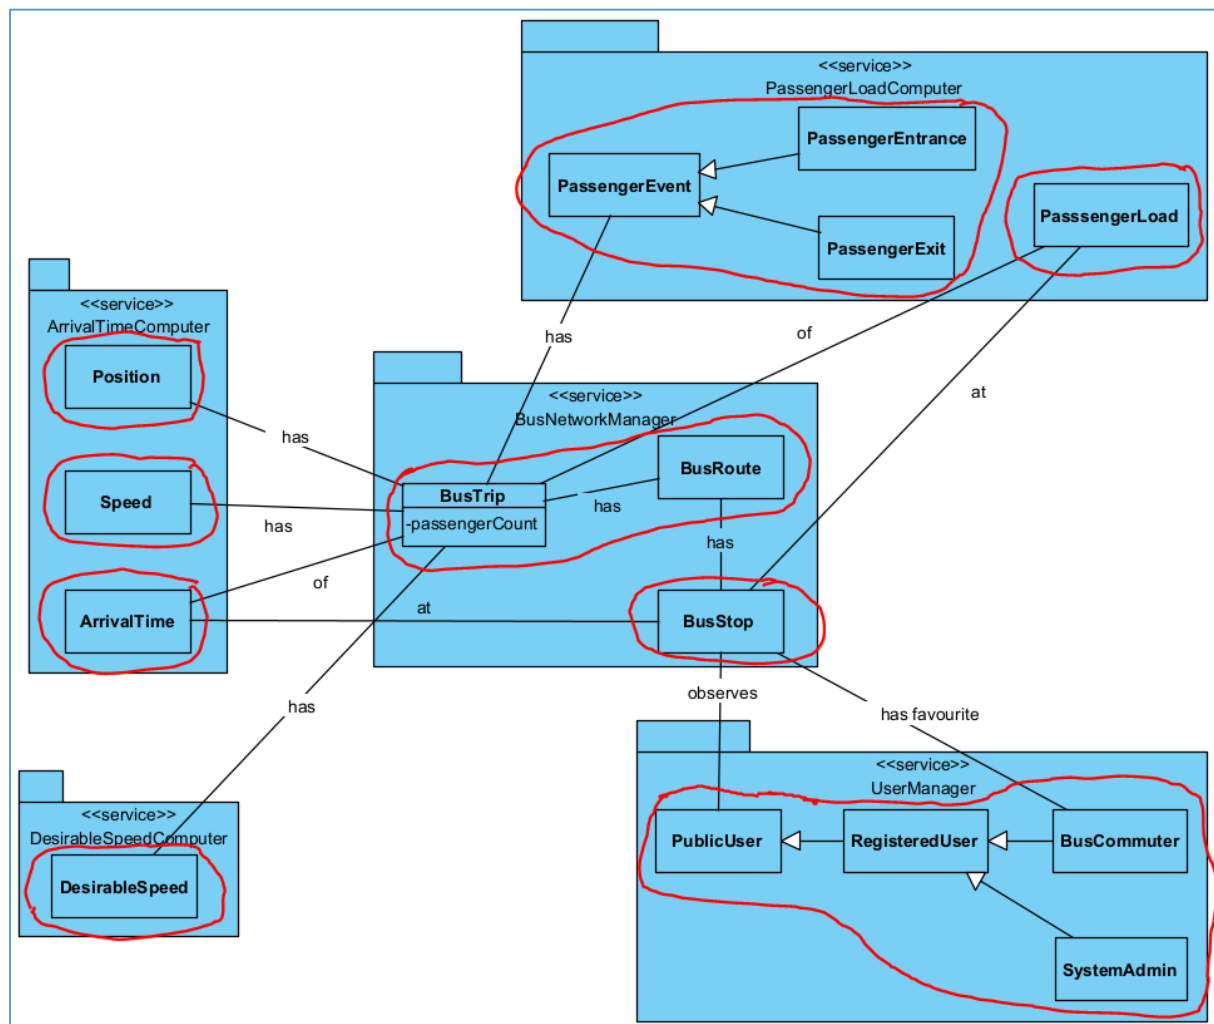 <<service>>
PassengerLoadComputer
PassengerEntrance
PassengerEvent
PasssengerLoad
PassengerExit
<<service>>
ArrivalTimeComputer
Position
has
of
at
has
<<service>>
BusNetworkManager
BusRoute
BusTrip
-passengerCount
has
Speed
has
has
of
at
ArrivalTime
BusStop
has
observes
has favourite
<<service>>
UserManager
PublicUser
RegisteredUser
BusCommuter
SystemAdmin
<<service>>
DesirableSpeedComputer
DesirableSpeed